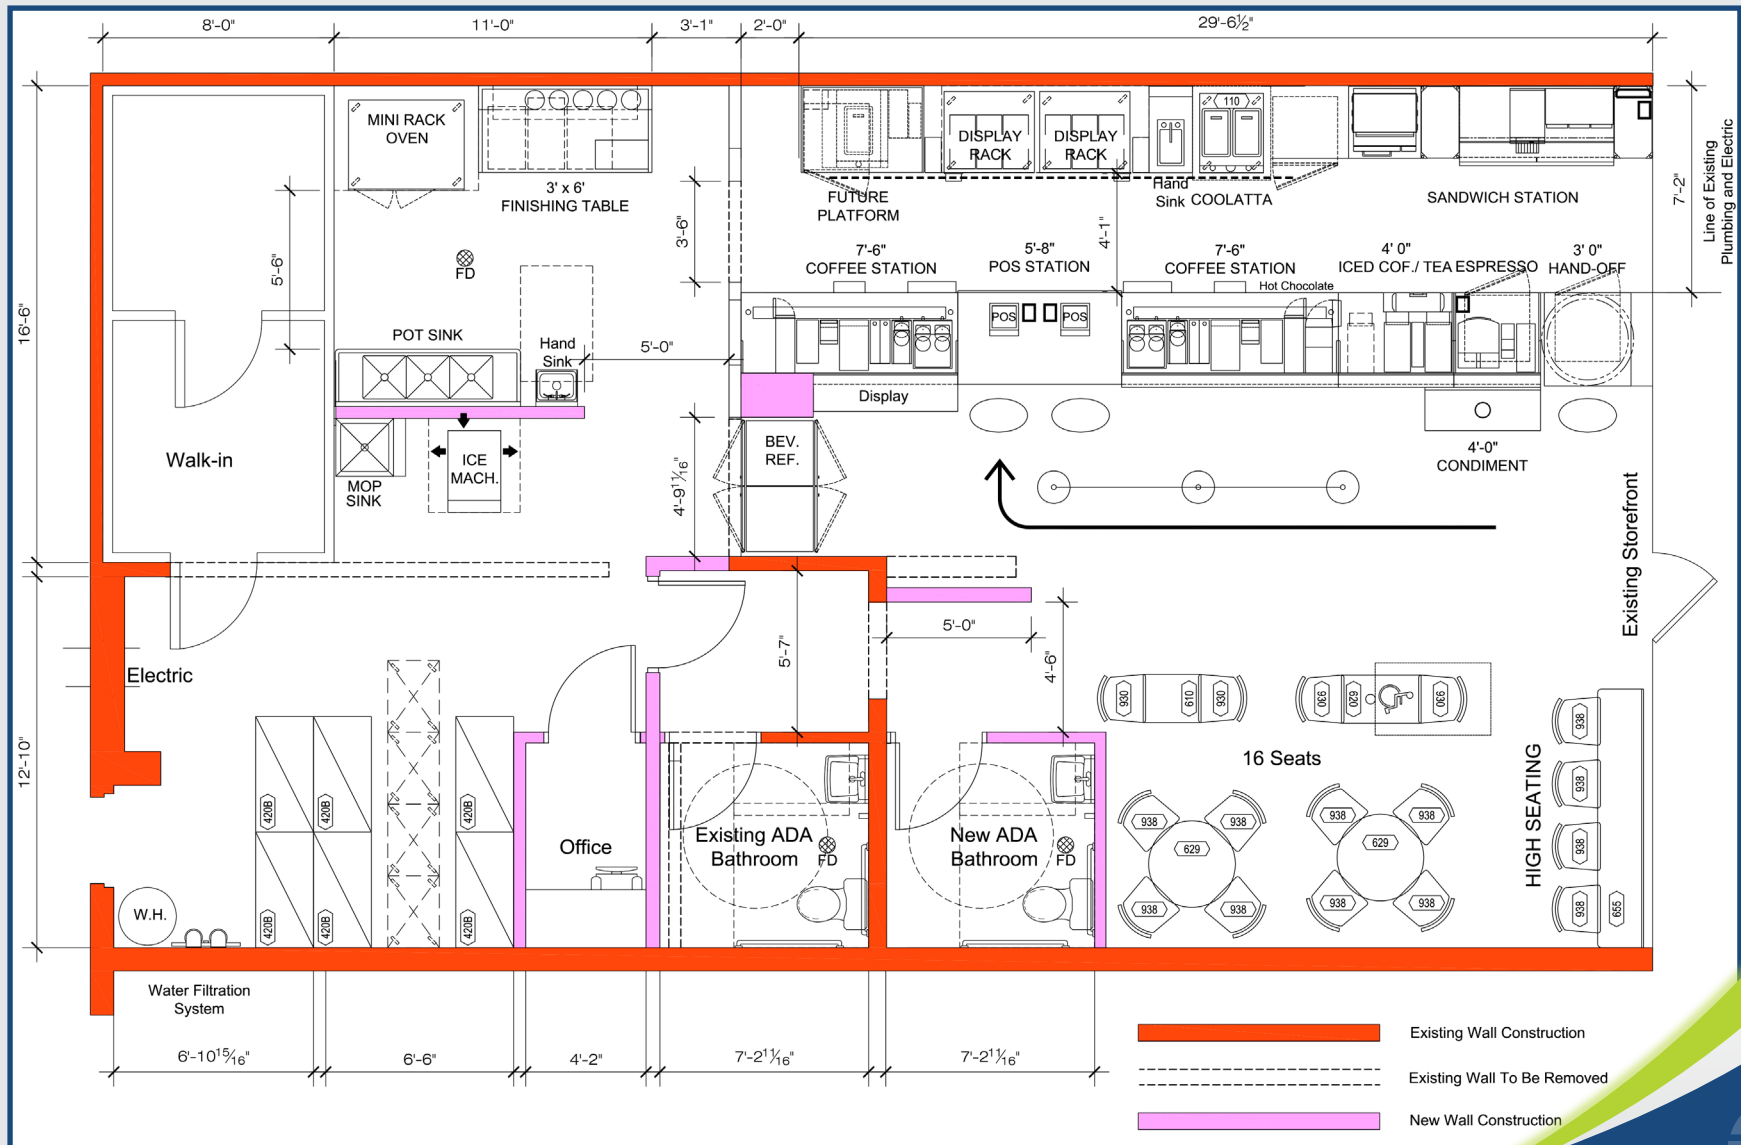 8'-0"
11'-0"
3'-1"
2'-0"
29'-6½"
16'-6"
12'-10"
MINI RACK
OVEN
3' x 6'
FINISHING TABLE
5'-6"
FD
POT SINK
Hand
Sink
5'-0"
3'-6"
Walk-in
MOP
SINK
ICE
MACH.
4'-9 11/16"
BEV.
REF.
DISPLAY
RACK
DISPLAY
RACK
110
FUTURE
PLATFORM
Hand
Sink
COOLATTA
SANDWICH STATION
4'-1"
7'-2"
Line of Existing
Plumbing and Electric
7'-6"
COFFEE STATION
5'-8"
POS STATION
7'-6"
COFFEE STATION
Hot Chocolate
4' 0"
ICED COF./ TEA ESPRESSO
3' 0"
HAND-OFF
POS
POS
Display
4'-0"
CONDIMENT
Existing Storefront
Electric
5'-7"
5'-0"
4'-6"
930
610
930
930
620
930
16 Seats
HIGH SEATING
938
938
938
938
655
938
938
629
938
938
938
938
629
938
938
420B
420B
420B
420B
420B
420B
Office
Existing ADA
Bathroom
FD
New ADA
Bathroom
FD
W.H.
Water Filtration
System
6'-10 15/16"
6'-6"
4'-2"
7'-2 11/16"
7'-2 11/16"
Existing Wall Construction
Existing Wall To Be Removed
New Wall Construction